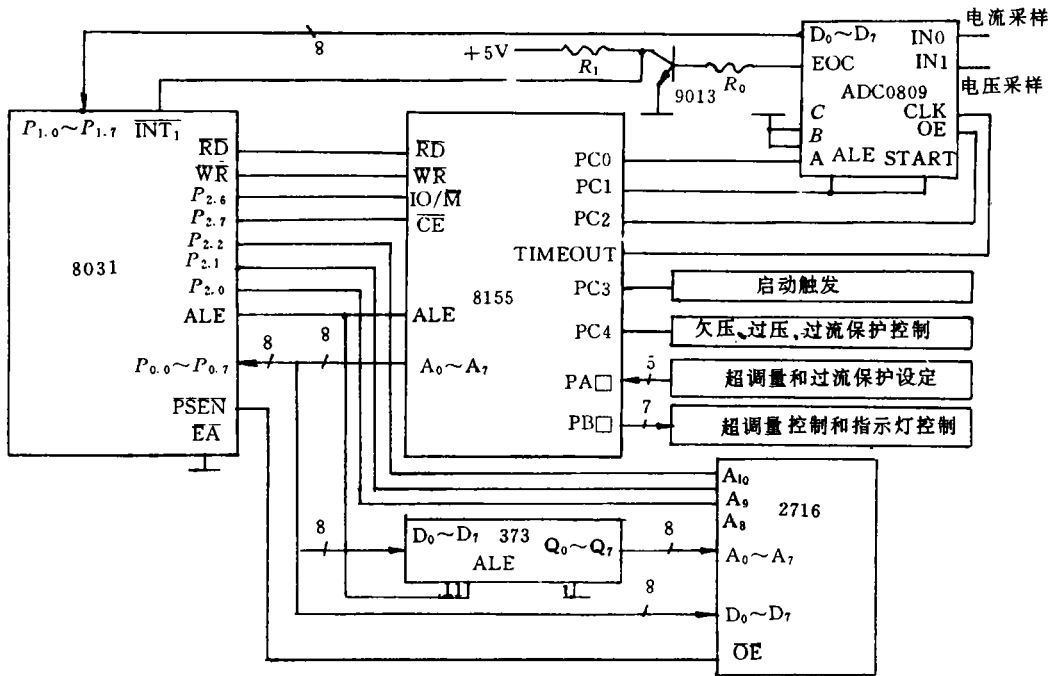 电流采样
D₀~D₇ IN0
8
+5V
R₁
EOC IN1
R₀
9013
电压采样
ADC0809
CLK
C
OE
B
A ALE START
P₁.₀~P₁.₇ INT₁
RD RD
WR WR
P₂.₆ IO/M
P₂.₇ CE
P₂.₂
P₂.₁
8031
P₂.₀
8155
ALE ALE
8 8
P₀.₀~P₀.₇ A₀~A₇
PSEN
EA
PC0
PC1
PC2
TIMEOUT
PC3 启动触发
PC4 欠压、过压、过流保护控制
PA□ 5 超调量和过流保护设定
PB□ 7 超调量控制和指示灯控制
A₁₀
A₉ 2716
A₈
8 D₀~D₇ 373 Q₀~Q₇ 8 A₀~A₇
ALE
8
D₀~D₇
OE